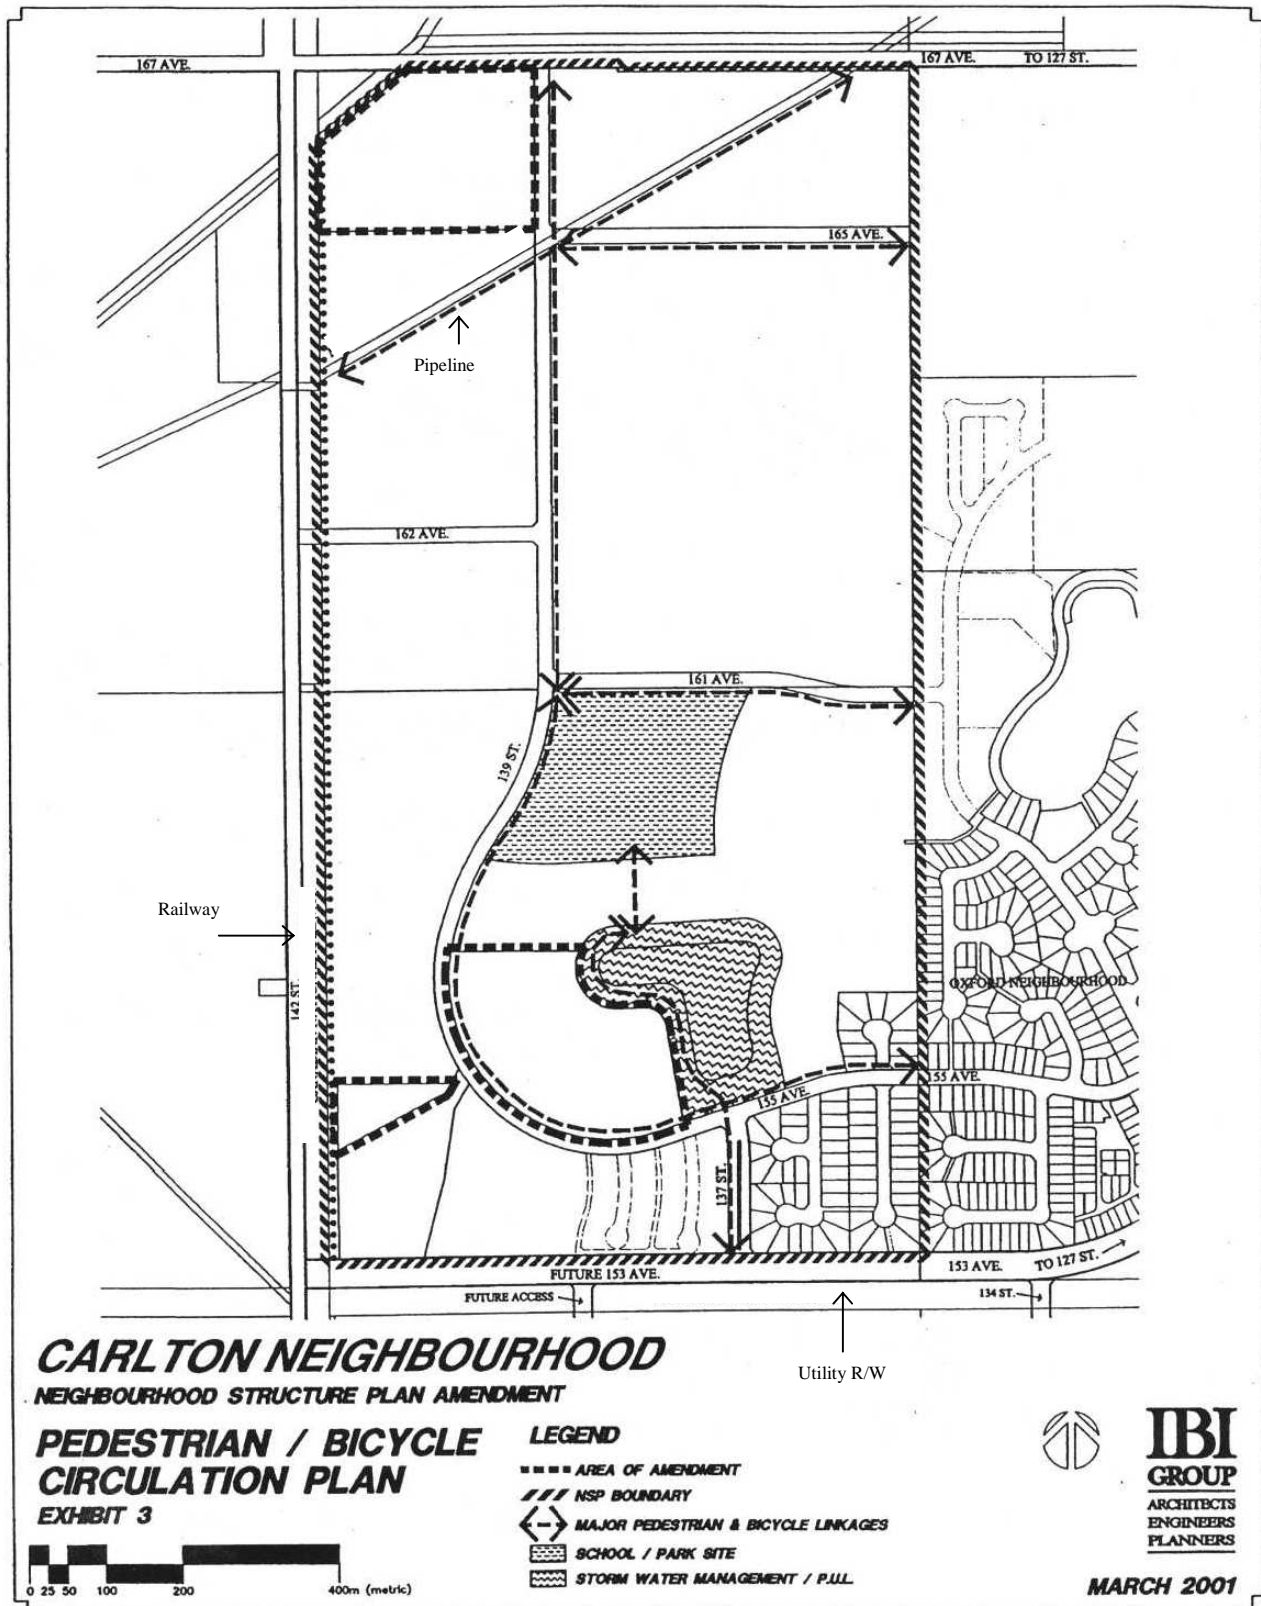 167 AVE.
167 AVE.
TO 127 ST.
165 AVE.
Pipeline
162 AVE.
161 AVE.
139 ST.
Railway
142 ST.
OXFORD NEIGHBOURHOOD
155 AVE.
155 AVE.
137 ST.
FUTURE 153 AVE.
153 AVE.
TO 127 ST.
FUTURE ACCESS
134 ST.
Utility R/W
CARLTON NEIGHBOURHOOD
NEIGHBOURHOOD STRUCTURE PLAN AMENDMENT
PEDESTRIAN / BICYCLE
CIRCULATION PLAN
EXHIBIT 3
0 25 50 100 200 400m (metric)
LEGEND
AREA OF AMENDMENT
NSP BOUNDARY
MAJOR PEDESTRIAN & BICYCLE LINKAGES
SCHOOL / PARK SITE
STORM WATER MANAGEMENT / P.U.L.
IBI
GROUP
ARCHITECTS
ENGINEERS
PLANNERS
MARCH 2001